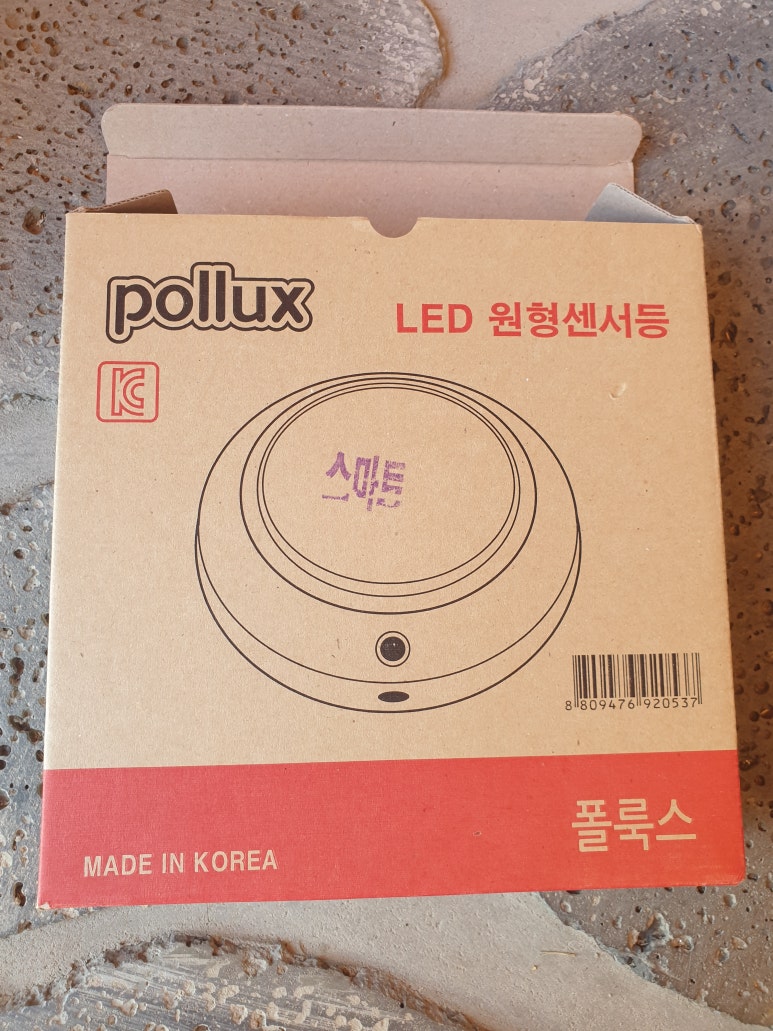 pollux
LED 원형센서등
KC
스마트
8 809476 920537
폴룩스
MADE IN KOREA